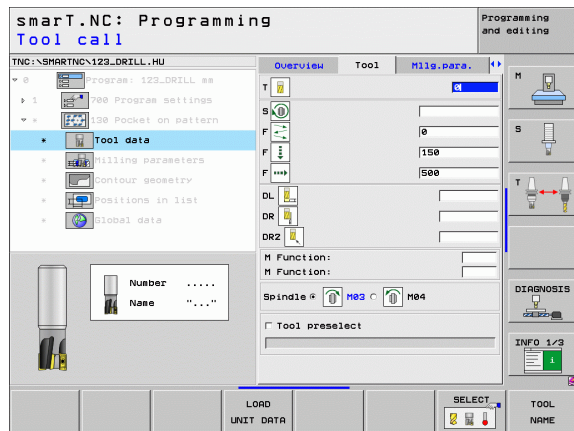 smarT.NC: Programming
Tool call
Programming
and editing
TNC:\SMARTNC\123_DRILL.HU
0 Program: 123_DRILL mm
1 700 Program settings
* 130 Pocket on pattern
* Tool data
* Milling parameters
* Contour geometry
* Positions in list
* Global data
Number .....
Name "..."
Overview Tool Mllg.para.
T 0
S
F 0
F 150
F 500
DL
DR
DR2
M Function:
M Function:
Spindle M03 M04
Tool preselect
M
S
T
DIAGNOSIS
INFO 1/3
LOAD
UNIT DATA
SELECT
TOOL
NAME